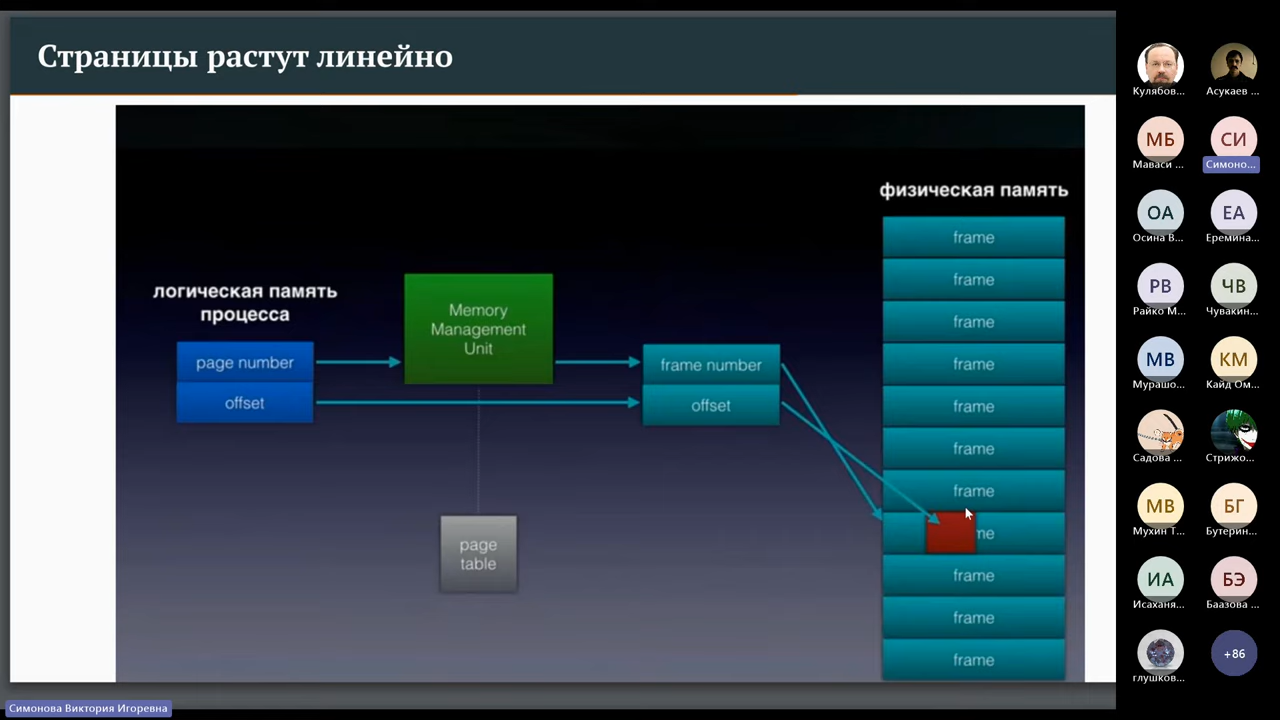 Страницы растут линейно
физическая память
frame
frame
frame
frame
frame
frame
frame
me
frame
frame
frame
логическая память
процесса
page number
offset
Memory
Management
Unit
frame number
offset
page
table
Кулябов...
Асукаев ...
МБ
Маваси ...
СИ
Симоно...
ОА
Осина В...
ЕА
Еремина...
РВ
Райко М...
ЧВ
Чувакин...
МВ
Мурашо...
КМ
Кайд Ом...
Садова ...
Стрижо...
МВ
Мухин Т...
БГ
Бутерин...
ИА
Исаханя...
БЭ
Баазова ...
глушков...
+86
Симонова Виктория Игоревна